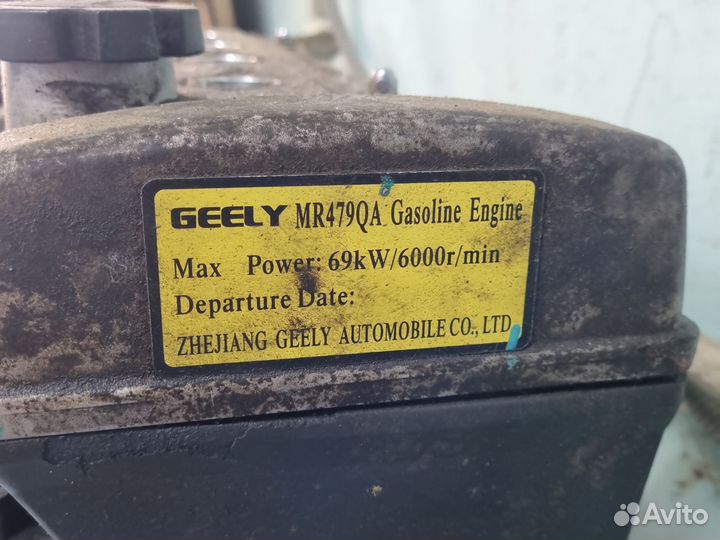 GEELY MR479QA Gasoline Engine
Max Power: 69kW/6000r/min
Departure Date:
ZHEJIANG GEELY AUTOMOBILE CO., LTD
Avito